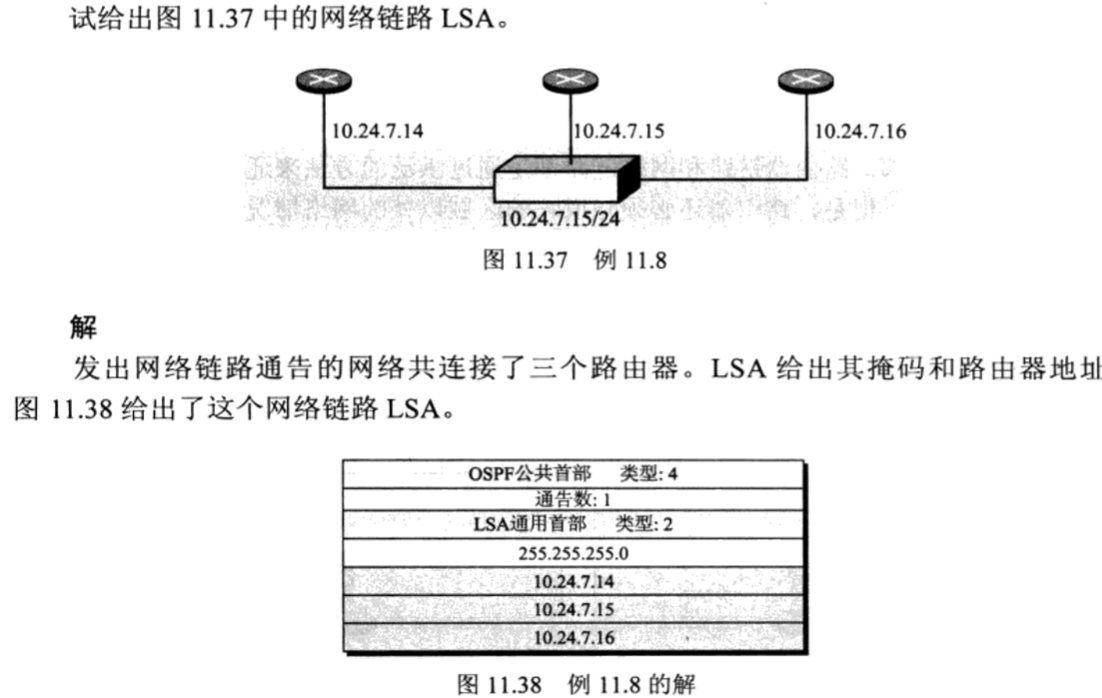 试给出图 11.37 中的网络链路 LSA。
10.24.7.14
10.24.7.15
10.24.7.16
10.24.7.15/24
图 11.37 例 11.8
解
发出网络链路通告的网络共连接了三个路由器。LSA 给出其掩码和路由器地址
图 11.38 给出了这个网络链路 LSA。
OSPF公共首部 类型: 4
通告数: 1
LSA通用首部 类型: 2
255.255.255.0
10.24.7.14
10.24.7.15
10.24.7.16
图 11.38 例 11.8 的解